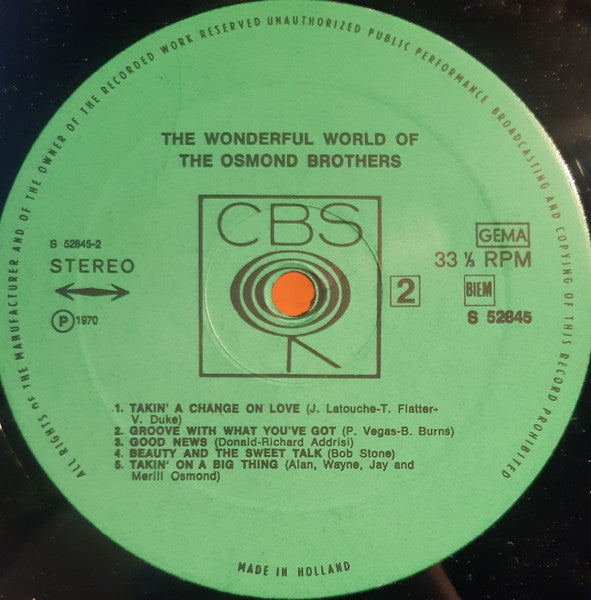 ALL RIGHTS OF THE MANUFACTURER AND OF THE OWNER OF THE RECORDED WORK RESERVED UNAUTHORIZED PUBLIC PERFORMANCE BROADCASTING AND COPYING OF THIS RECORD PROHIBITED
THE WONDERFUL WORLD OF
THE OSMOND BROTHERS
CBS
S 52845-2
STEREO
P 1970
GEMA
33 ⅓ RPM
2
BIEM
S 52845
1. TAKIN' A CHANGE ON LOVE (J. Latouche-T. Flatter-
V. Duke)
2. GROOVE WITH WHAT YOU'VE GOT (P. Vegas-B. Burns)
3. GOOD NEWS (Donald-Richard Addrisi)
4. BEAUTY AND THE SWEET TALK (Bob Stone)
5. TAKIN' ON A BIG THING (Alan, Wayne, Jay and
Merill Osmond)
MADE IN HOLLAND